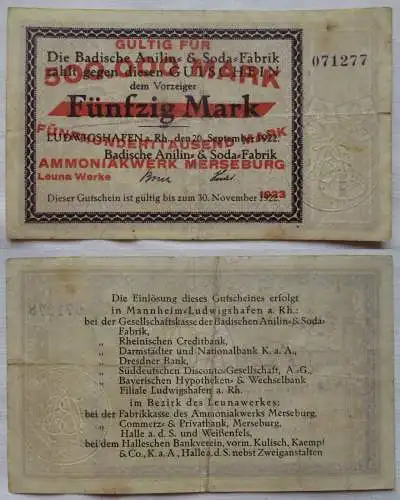 GÜLTIG FÜR
Die Badische Anilin- & Soda-Fabrik
500 000 MARK
zahlt gegen diesen GUTSCHEIN
071277
dem Vorzeiger
Fünfzig Mark
FÜNFHUNDERTTAUSEND MARK
LUDWIGSHAFEN a. Rh., den 20. September 1922.
Badische Anilin- & Soda-Fabrik
AMMONIAKWERK MERSEBURG
Leuna Werke
1923
Dieser Gutschein ist gültig bis zum 30. November 1922.
Die Einlösung dieses Gutscheines erfolgt
in Mannheim-Ludwigshafen a. Rh.:
bei der Gesellschaftskasse der Badischen Anilin- & Soda-
Fabrik,
„ Rheinischen Creditbank,
„ Darmstädter und Nationalbank K. a. A.,
„ Dresdner Bank,
„ Süddeutschen Disconto-Gesellschaft, A.-G.,
„ Bayerischen Hypotheken- & Wechselbank
Filiale Ludwigshafen a. Rh.
im Bezirk des Leunawerkes:
bei der Fabrikkasse des Ammoniakwerkes Merseburg,
„ Commerz- & Privatbank, Merseburg,
Halle a. d. S. und Weißenfels,
bei dem Halleschen Bankverein, vorm. Kulisch, Kaempf
& Co., K. a. A., Halle a. d. S. nebst Zweiganstalten